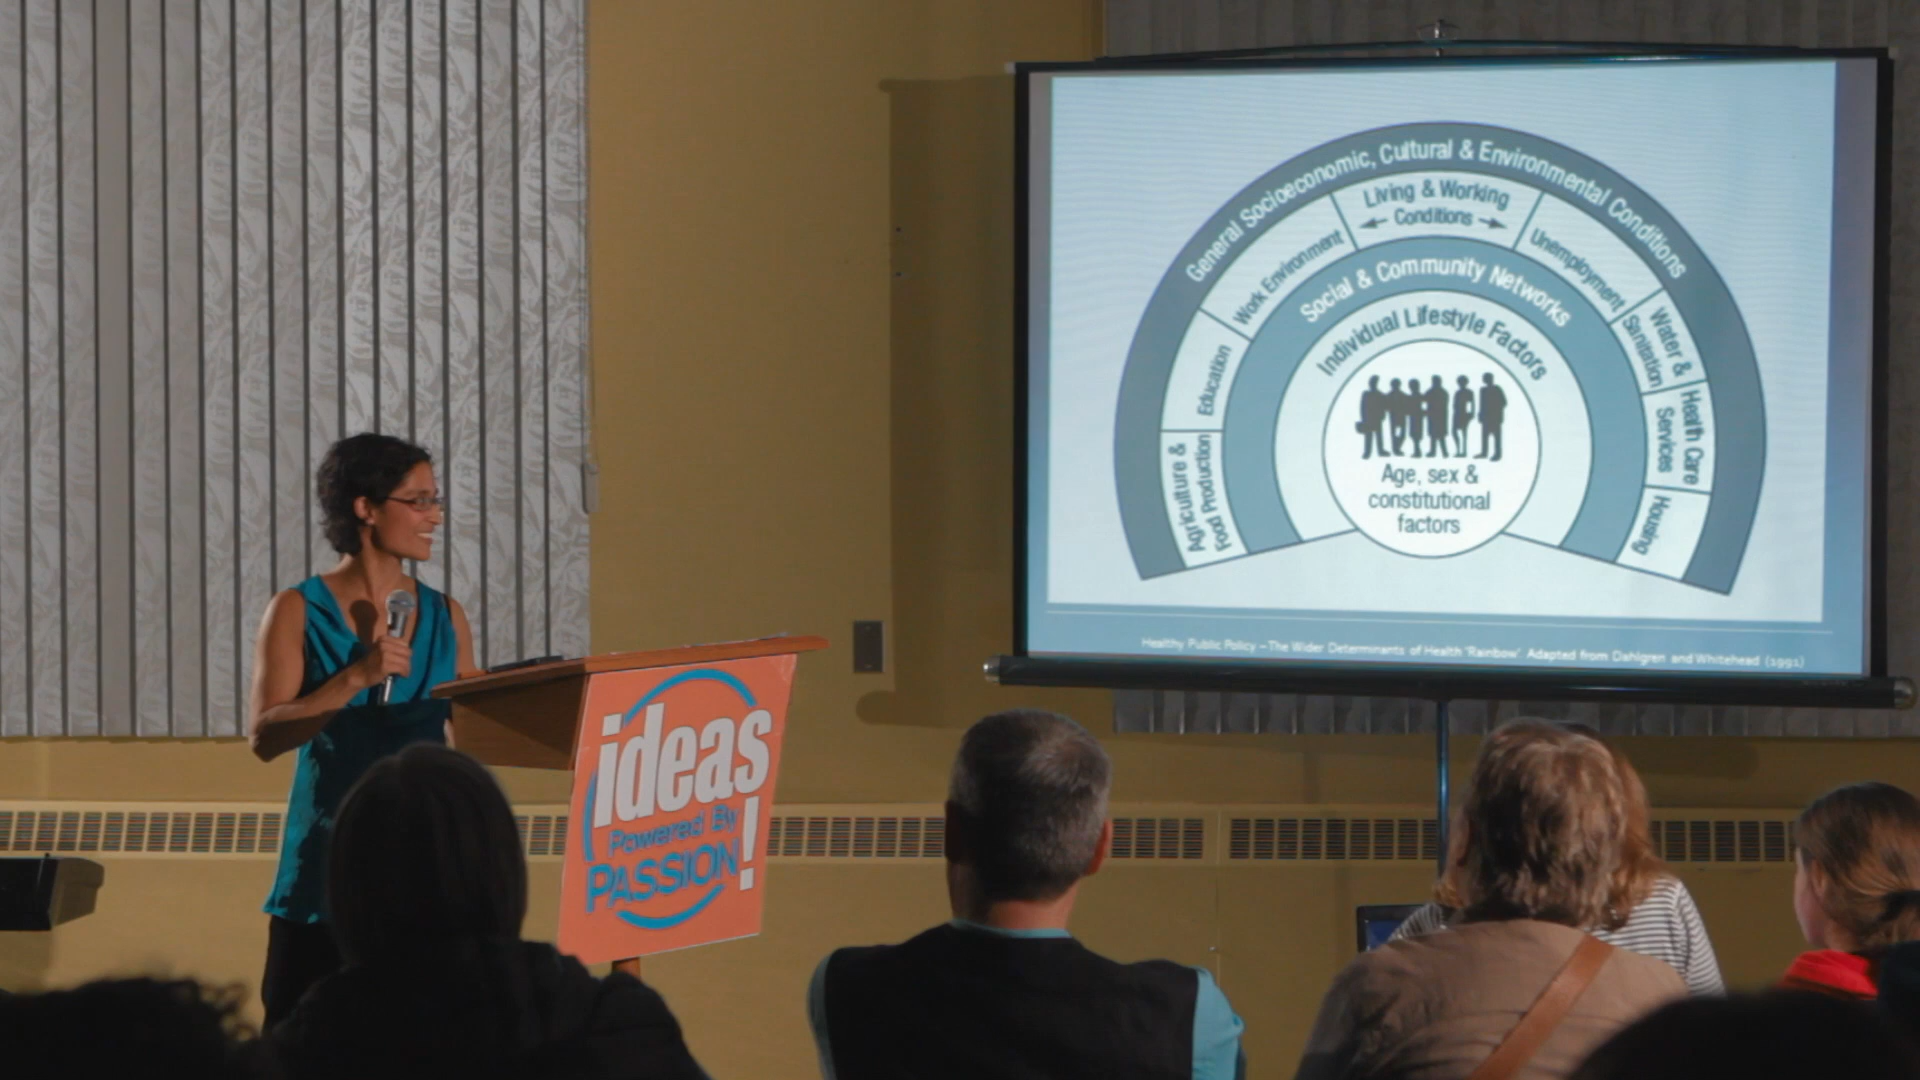 General Socioeconomic, Cultural & Environmental Conditions
Living & Working
Conditions
Work Environment
Unemployment
Education
Water &
Sanitation
Agriculture &
Food Production
Health Care
Services
Housing
Social & Community Networks
Individual Lifestyle Factors
Age, sex &
constitutional
factors
Healthy Public Policy – The Wider Determinants of Health 'Rainbow' Adapted from Dahlgren and Whitehead (1991)
ideas
Powered By
PASSION!